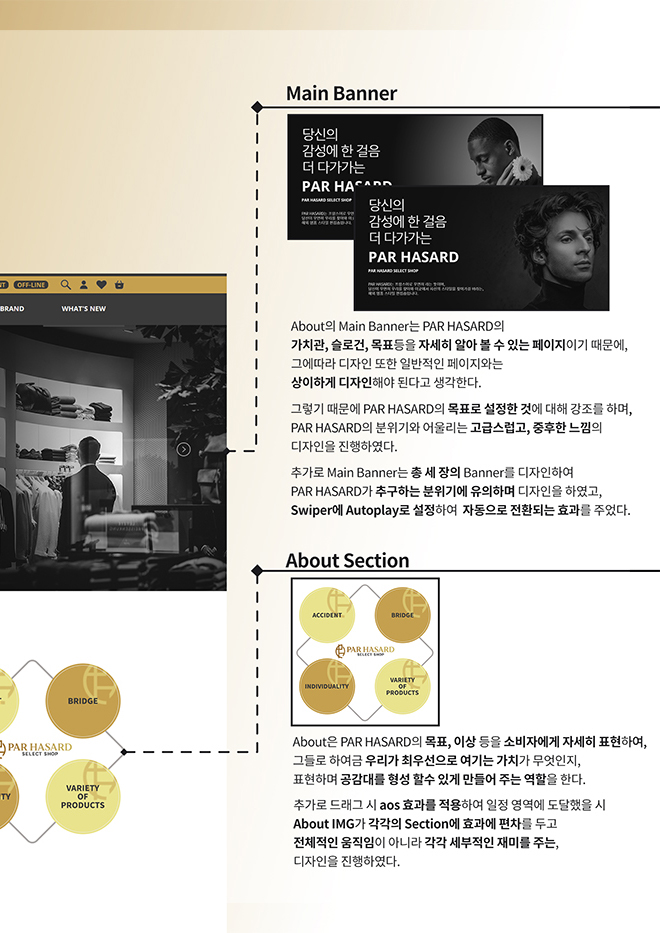 Main Banner
당신의
감성에 한 걸음
더 다가가는
PAR HASARD
PAR HASARD SELECT SHOP
당신의
감성에 한 걸음
더 다가가는
PAR HASARD
PAR HASARD SELECT SHOP
NT
OFF-LINE
BRAND
WHAT'S NEW
About의 Main Banner는 PAR HASARD의
가치관, 슬로건, 목표등을 자세히 알아 볼 수 있는 페이지이기 때문에,
그에따라 디자인 또한 일반적인 페이지와는
상이하게 디자인해야 된다고 생각한다.
그렇기 때문에 PAR HASARD의 목표로 설정한 것에 대해 강조를 하며,
PAR HASARD의 분위기와 어울리는 고급스럽고, 중후한 느낌의
디자인을 진행하였다.
추가로 Main Banner는 총 세 장의 Banner를 디자인하여
PAR HASARD가 추구하는 분위기에 유의하며 디자인을 하였고,
Swiper에 Autoplay로 설정하여 자동으로 전환되는 효과를 주었다.
About Section
ACCIDENT
BRIDGE
PAR HASARD
SELECT SHOP
INDIVIDUALITY
VARIETY
OF
PRODUCTS
BRIDGE
PAR HASARD
SELECT SHOP
TY
VARIETY
OF
PRODUCTS
About은 PAR HASARD의 목표, 이상 등을 소비자에게 자세히 표현하여,
그들로 하여금 우리가 최우선으로 여기는 가치가 무엇인지,
표현하며 공감대를 형성 할수 있게 만들어 주는 역할을 한다.
추가로 드래그 시 aos 효과를 적용하여 일정 영역에 도달했을 시
About IMG가 각각의 Section에 효과에 편차를 두고
전체적인 움직임이 아니라 각각 세부적인 재미를 주는,
디자인을 진행하였다.